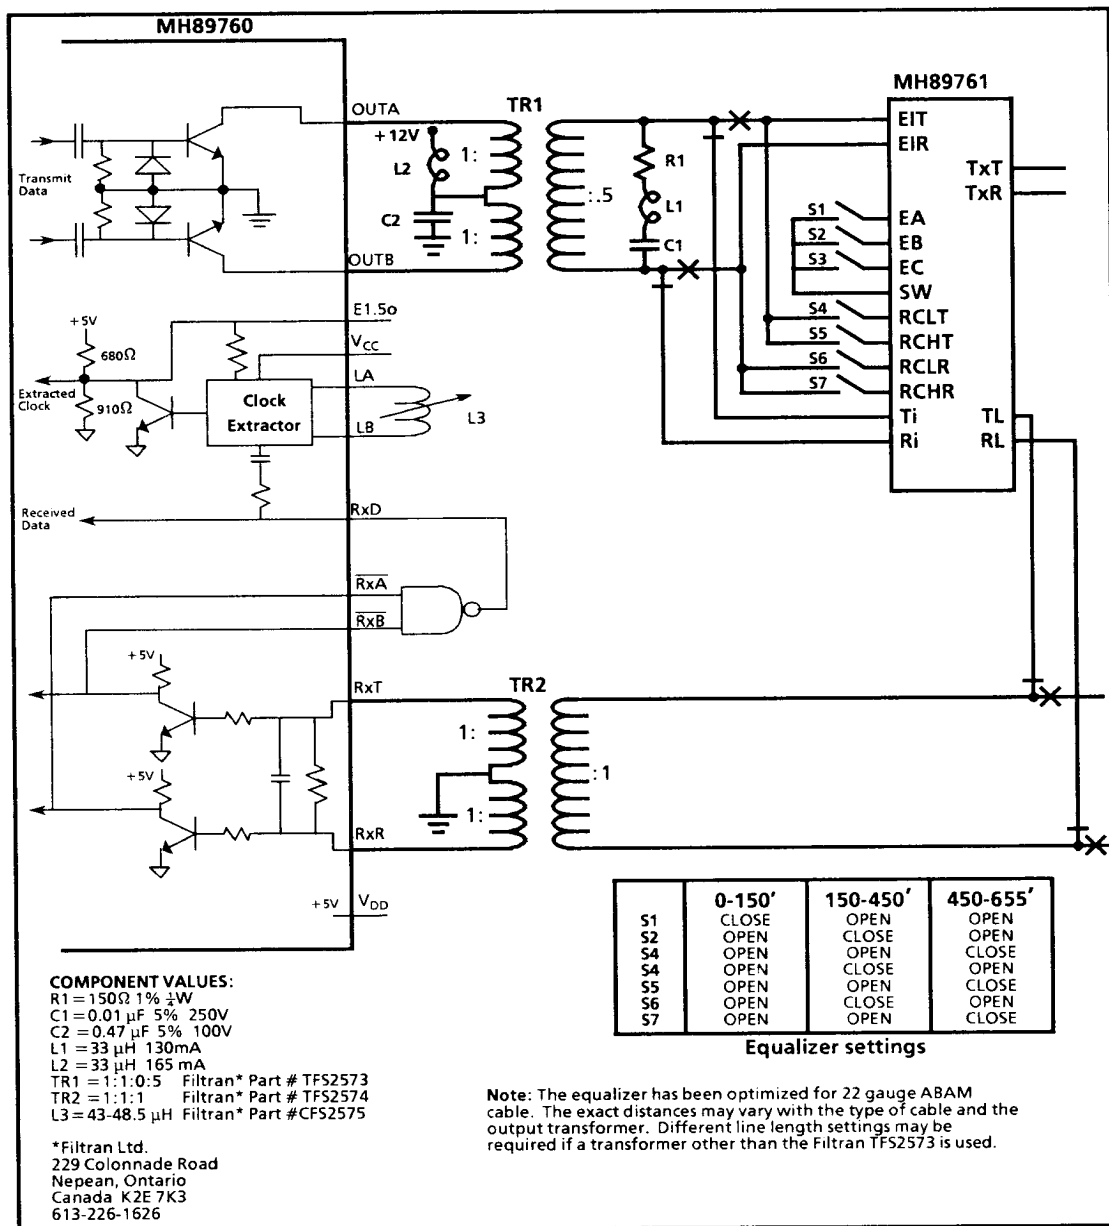 MH89760
MH89761
OUTA
TR1
+12V
1:
L2
R1
EIT
EIR
TxT
TxR
Transmit
Data
:.5
L1
C2
1:
C1
S1
EA
S2
EB
S3
EC
SW
OUTB
E1.5o
+5V
S4
RCLT
680Ω
VCC
S5
RCHT
S6
RCLR
LA
S7
RCHR
Extracted
Clock
910Ω
Clock
Extractor
L3
Ti
TL
LB
Ri
RL
Received
Data
RxD
RxA
RxB
+5V
RxT
TR2
1:
+5V
:1
1:
RxR
+5V
VDD
0-150′ 150-450′ 450-655′
S1 CLOSE OPEN OPEN
S2 OPEN CLOSE OPEN
S4 OPEN OPEN CLOSE
S4 OPEN CLOSE OPEN
S5 OPEN OPEN CLOSE
S6 OPEN CLOSE OPEN
S7 OPEN OPEN CLOSE
Equalizer settings
COMPONENT VALUES:
R1 = 150Ω 1% ¼W
C1 = 0.01 µF 5% 250V
C2 = 0.47 µF 5% 100V
L1 = 33 µH 130mA
L2 = 33 µH 165 mA
TR1 = 1:1:0:5 Filtran* Part # TFS2573
TR2 = 1:1:1 Filtran* Part # TFS2574
L3 = 43-48.5 µH Filtran* Part #CFS2575
*Filtran Ltd.
229 Colonnade Road
Nepean, Ontario
Canada K2E 7K3
613-226-1626
Note: The equalizer has been optimized for 22 gauge ABAM
cable. The exact distances may vary with the type of cable and the
output transformer. Different line length settings may be
required if a transformer other than the Filtran TFS2573 is used.